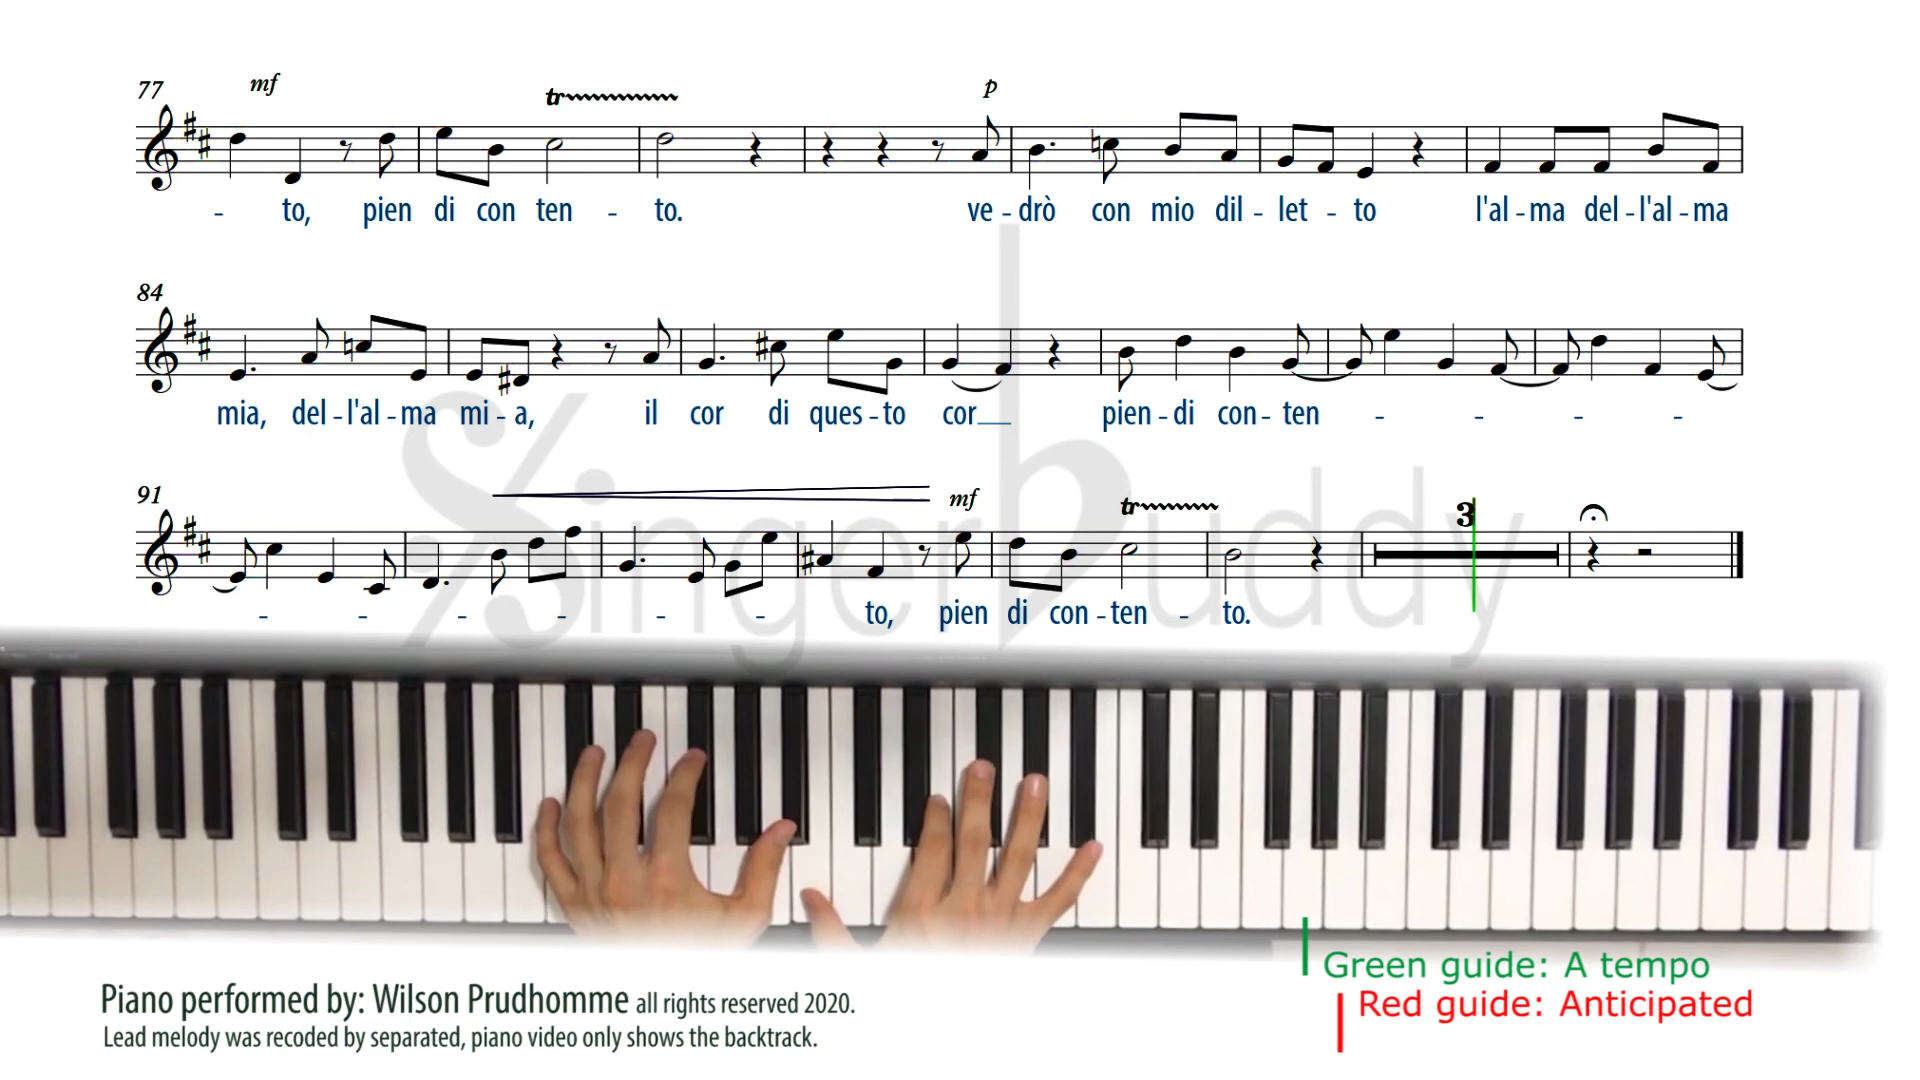 77 mf tr p
- to, pien di con ten - to. ve - drò con mio dil - let - to l'al - ma del - l'al - ma
84
mia, del - l'al - ma mi - a, il cor di ques - to cor__ pien - di con - ten - - - -
91 mf tr 3
- - - - - - to, pien di con - ten - to.
Singerbuddy
Green guide: A tempo
Red guide: Anticipated
Piano performed by: Wilson Prudhomme all rights reserved 2020.
Lead melody was recoded by separated, piano video only shows the backtrack.